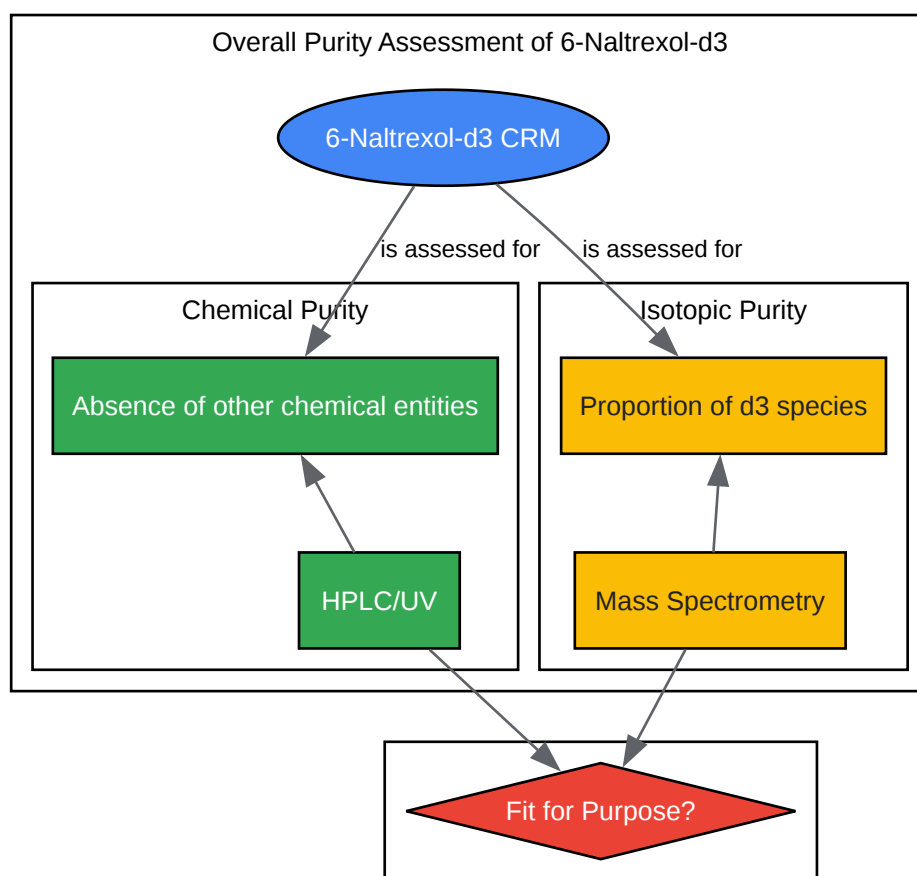 Overall Purity Assessment of 6-Naltrexol-d3
6-Naltrexol-d3 CRM
is assessed for
is assessed for
Chemical Purity
Isotopic Purity
Absence of other chemical entities
Proportion of d3 species
HPLC/UV
Mass Spectrometry
Fit for Purpose?